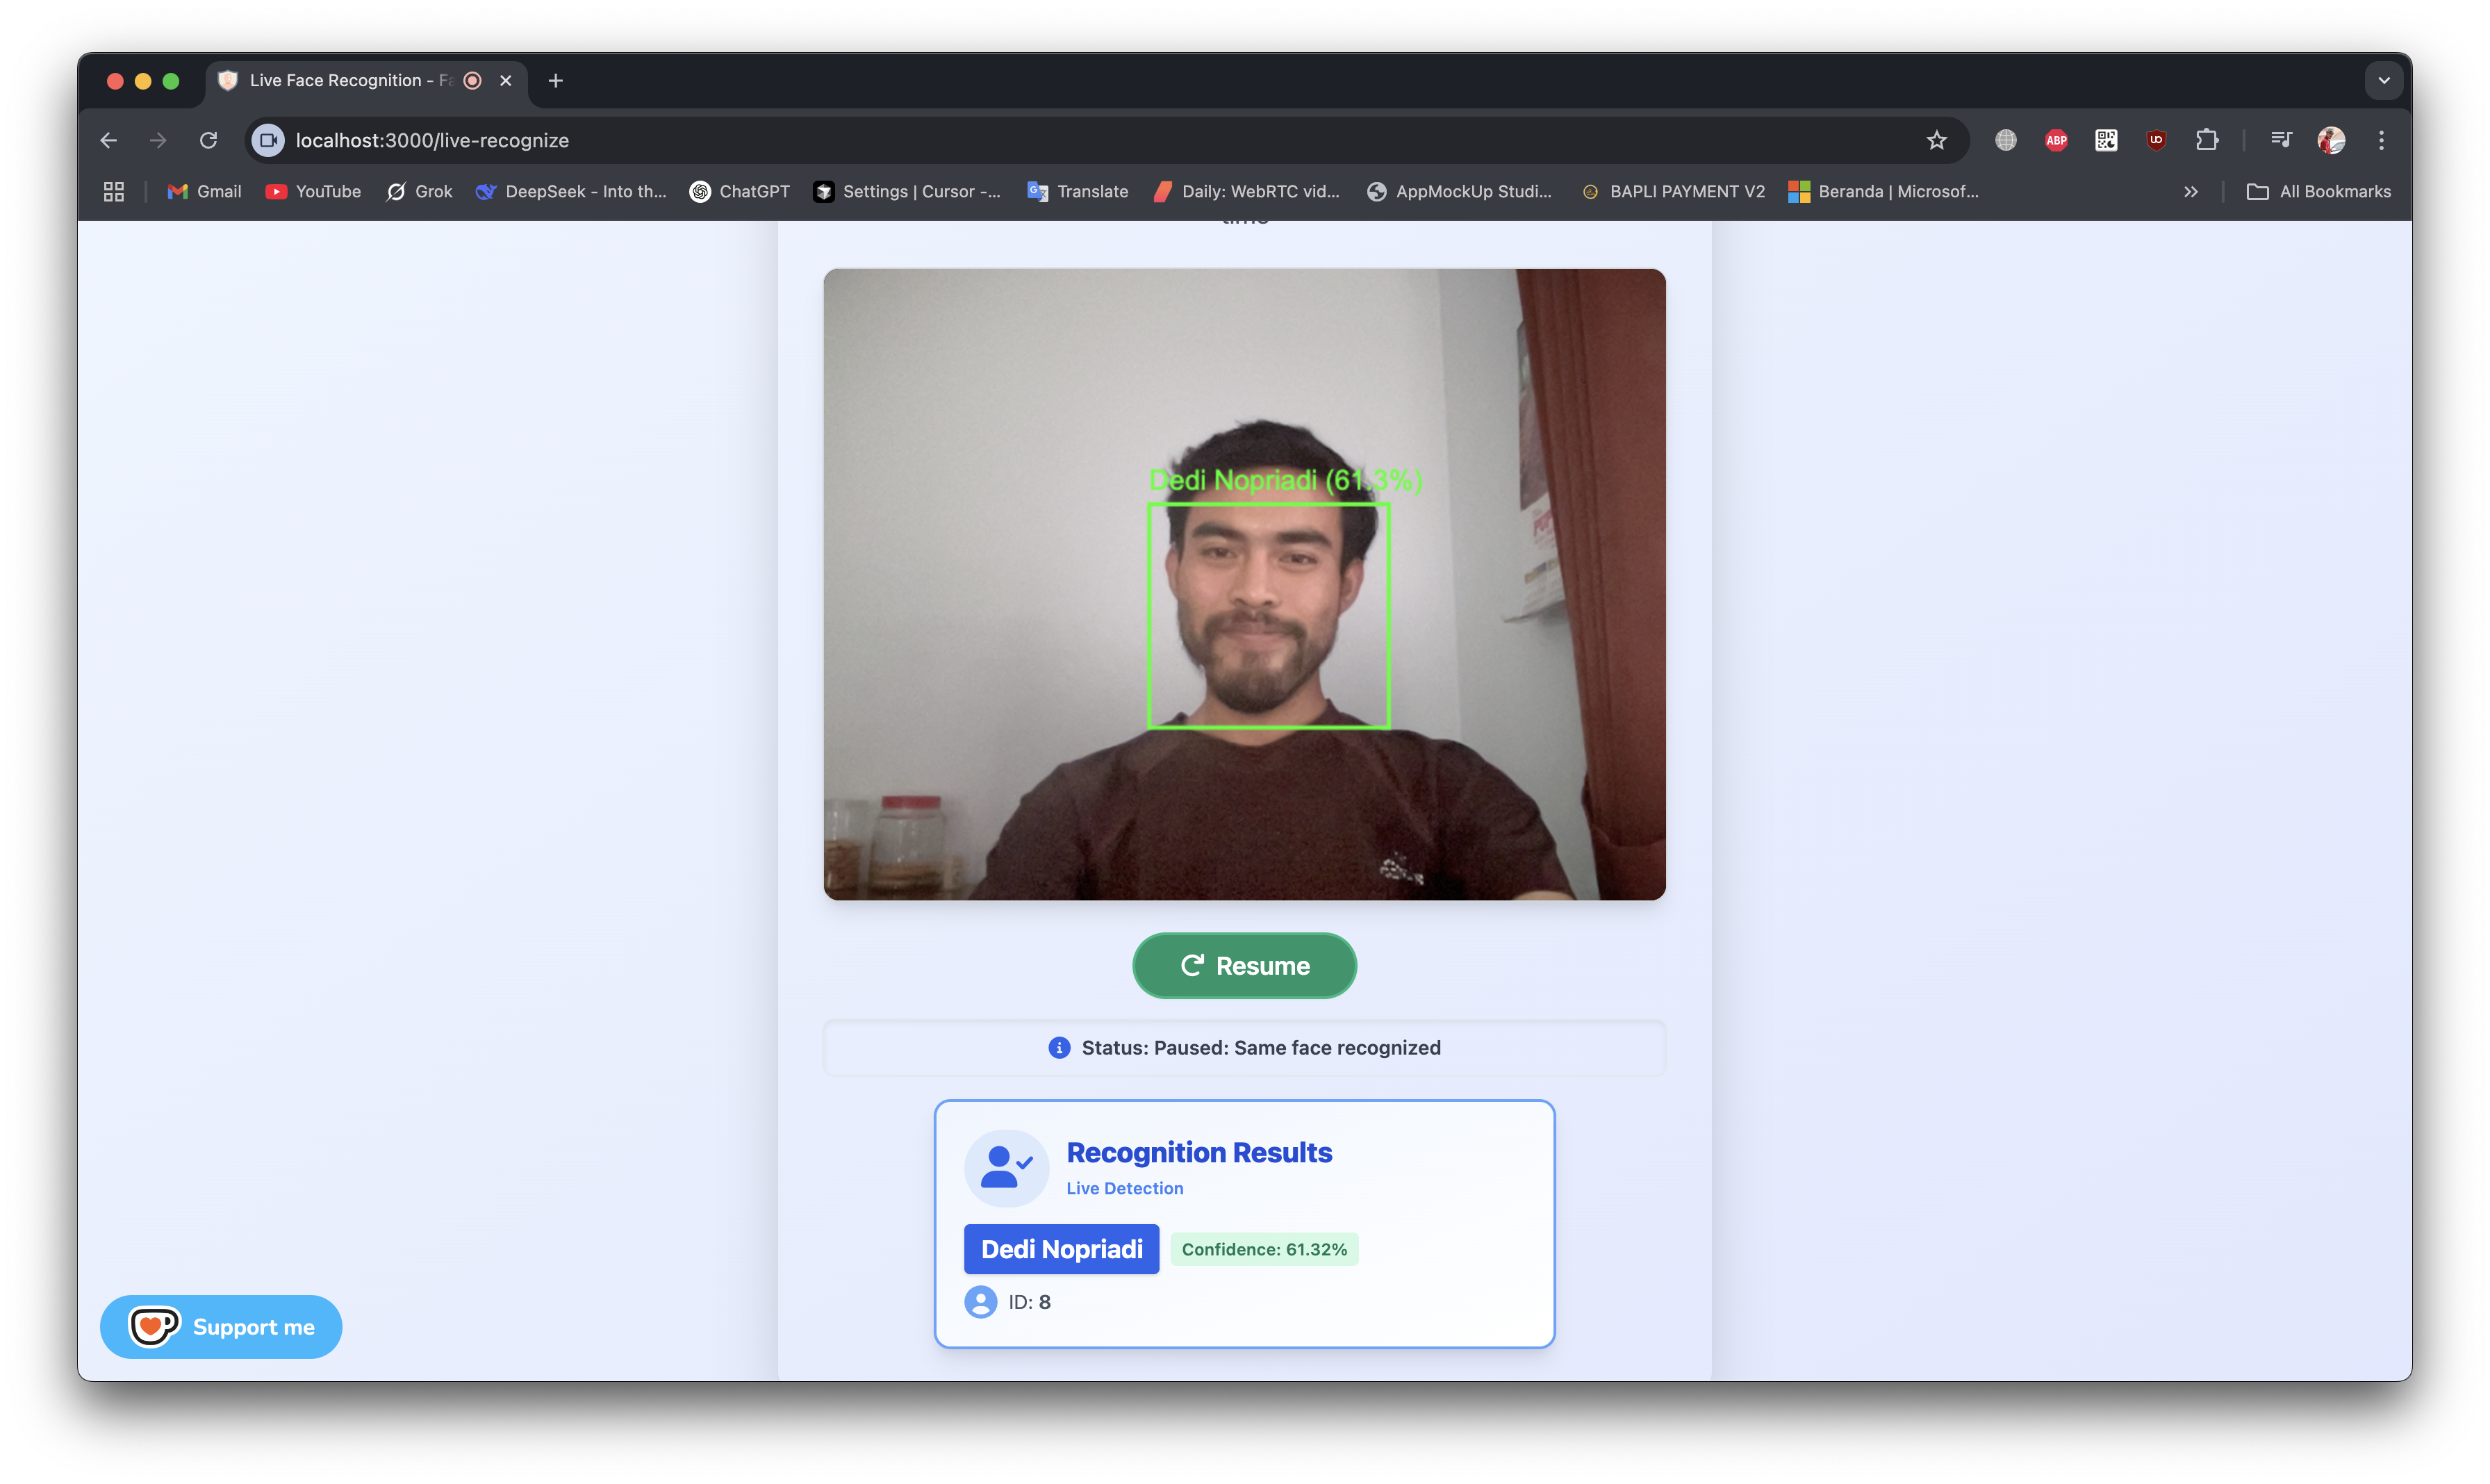 Live Face Recognition - Fa
localhost:3000/live-recognize
ABP
Gmail YouTube Grok DeepSeek - Into th... ChatGPT Settings | Cursor -... Translate Daily: WebRTC vid... AppMockUp Studi... BAPLI PAYMENT V2 Beranda | Microsof... All Bookmarks
time
Dedi Nopriadi (61.3%)
Resume
Status: Paused: Same face recognized
Recognition Results
Live Detection
Dedi Nopriadi Confidence: 61.32%
ID: 8
Support me